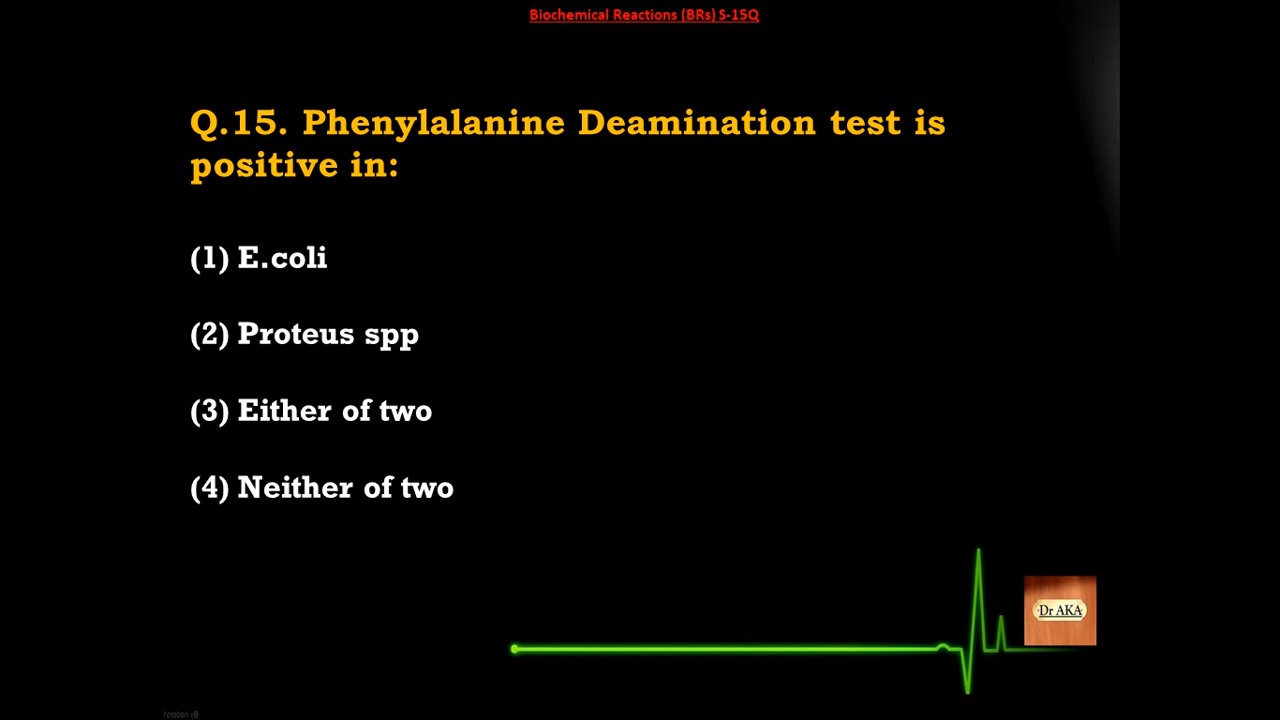 Biochemical Reactions (BRs) S-15Q
Q.15. Phenylalanine Deamination test is
positive in:
(1) E.coli
(2) Proteus spp
(3) Either of two
(4) Neither of two
Dr AKA